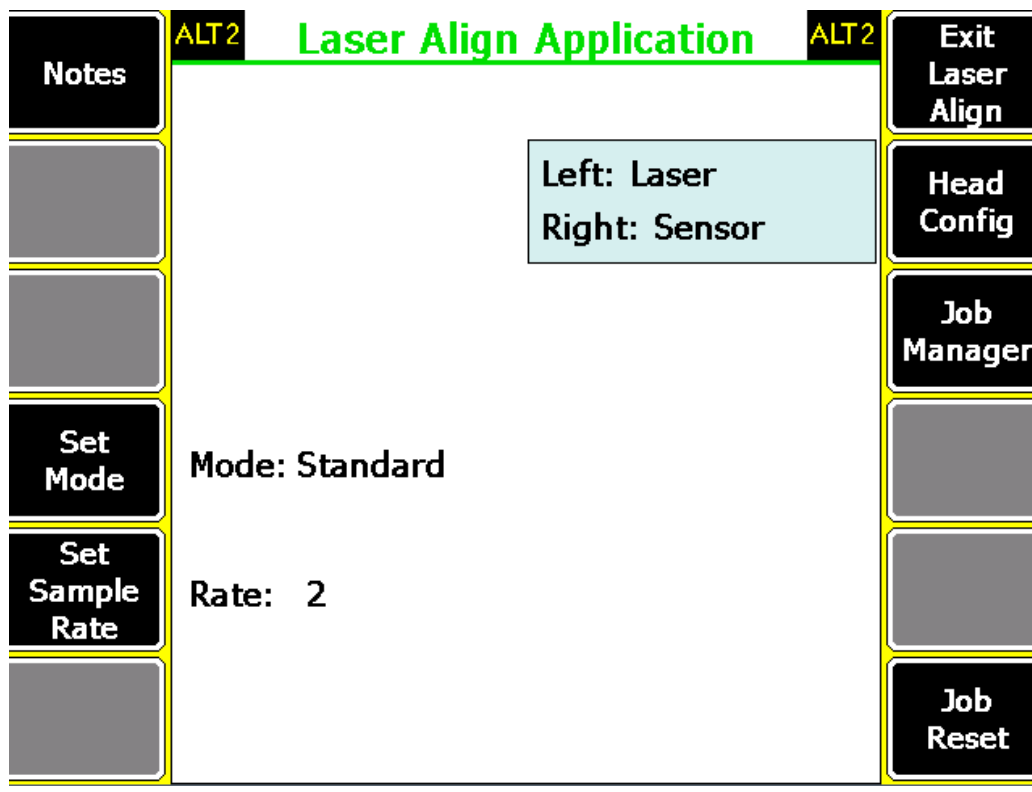 ALT2 Laser Align Application ALT2
Notes
Exit
Laser
Align
Left: Laser
Right: Sensor
Head
Config
Job
Manager
Set
Mode
Mode: Standard
Set
Sample
Rate
Rate: 2
Job
Reset